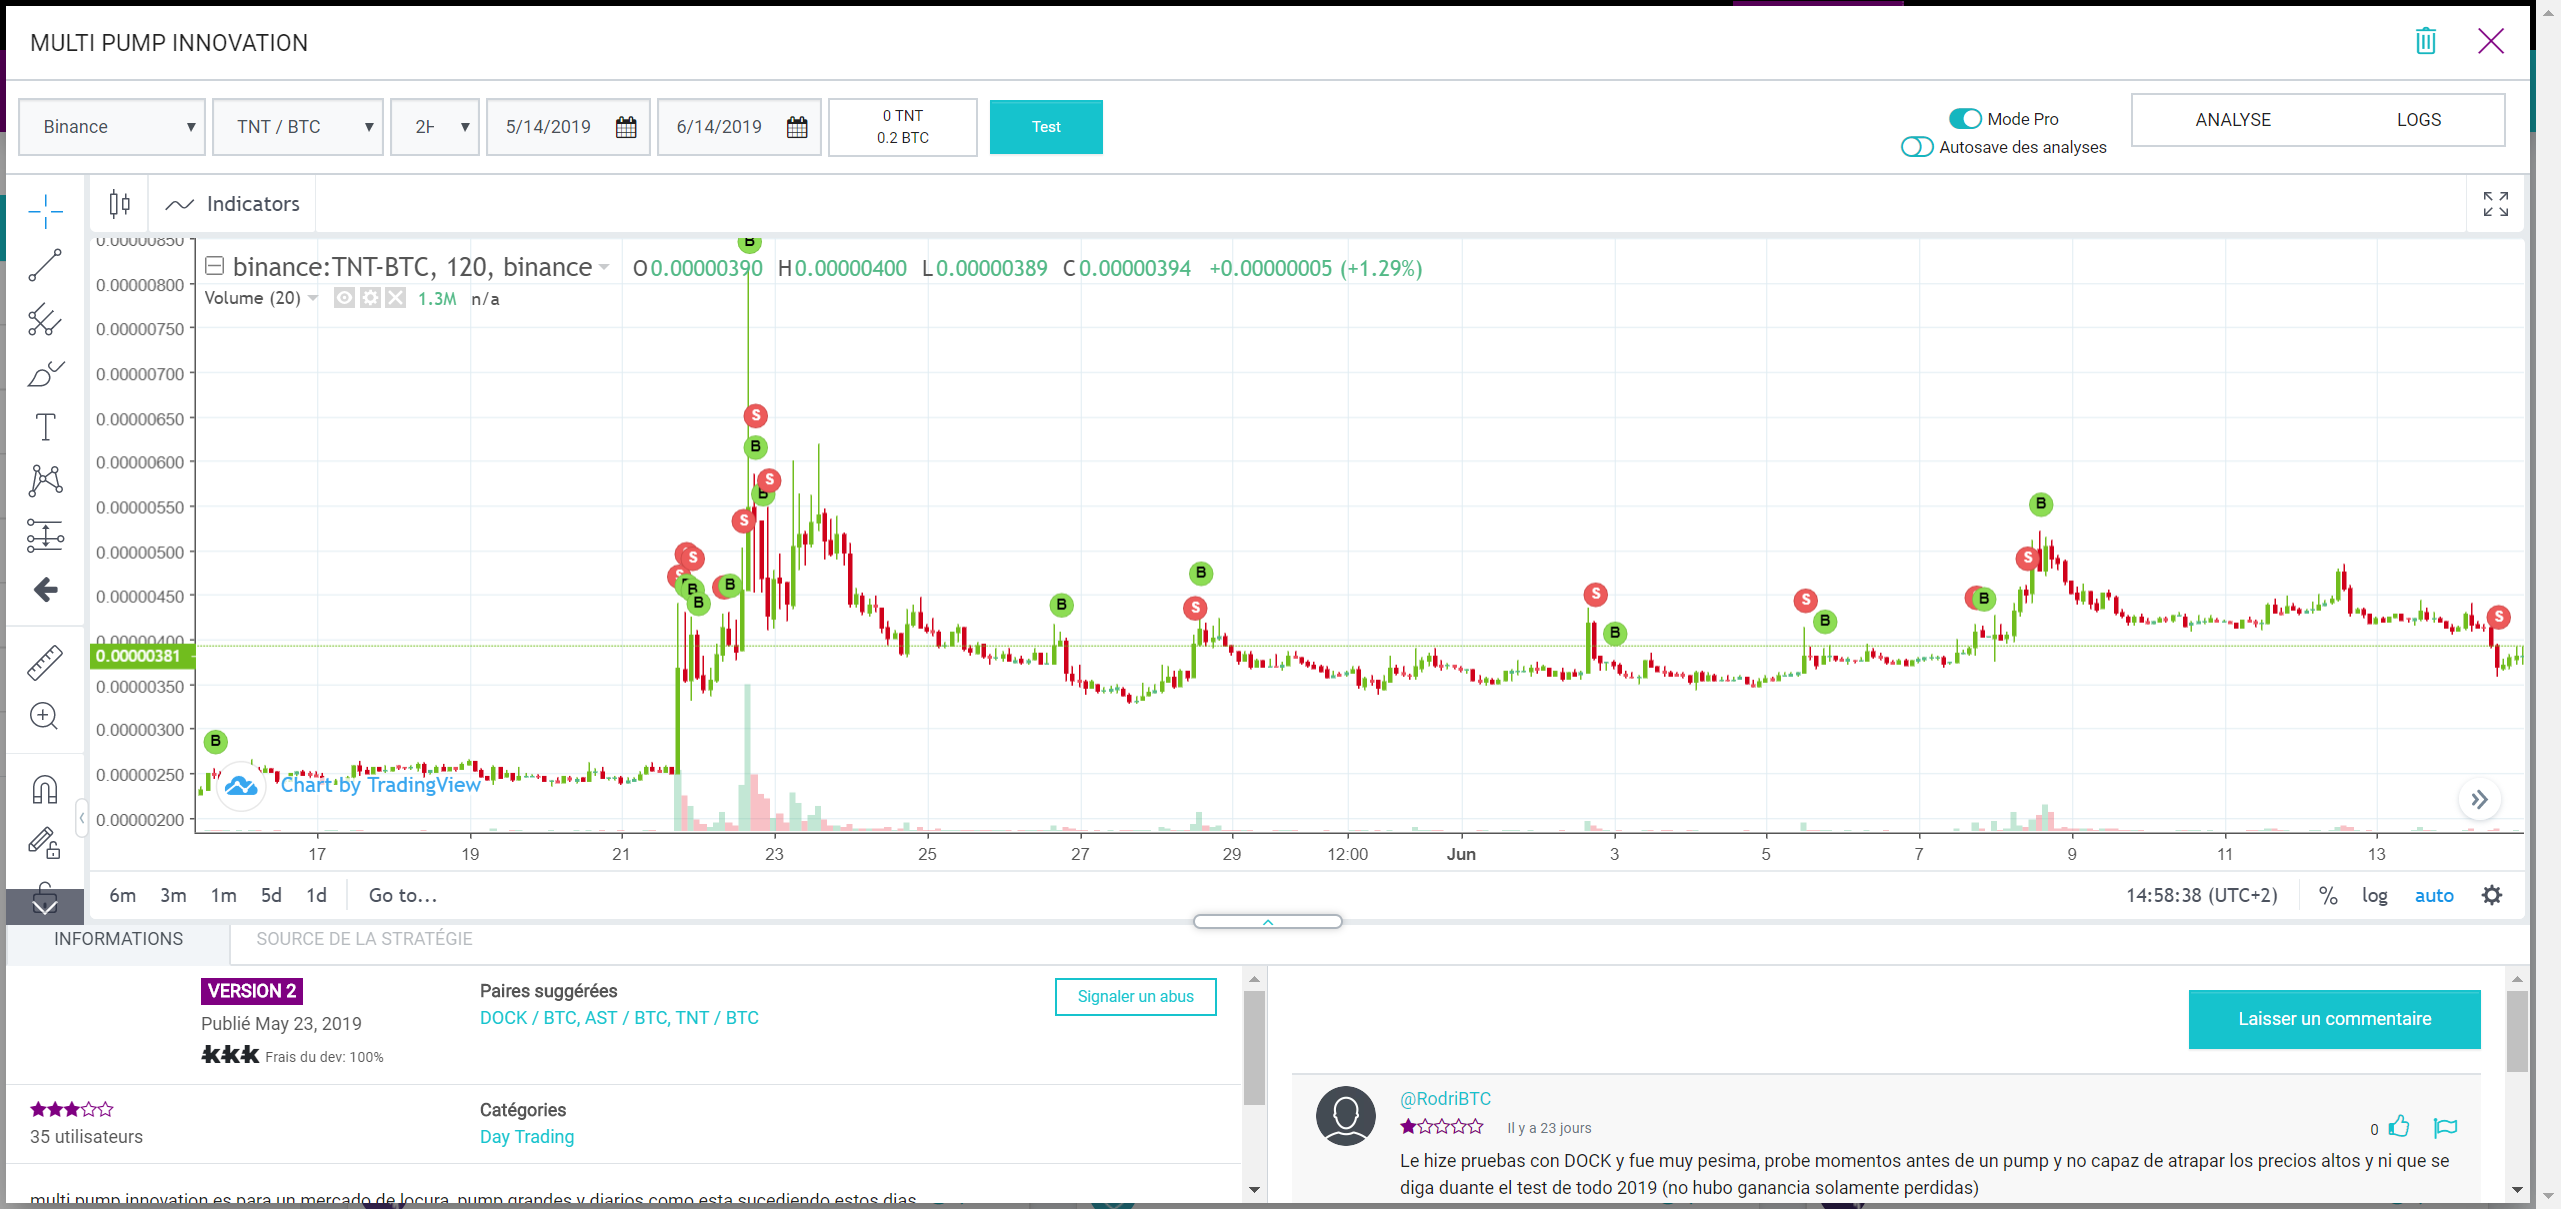 MULTI PUMP INNOVATION
Binance
TNT / BTC
2H
5/14/2019
6/14/2019
0 TNT
0.2 BTC
Test
Mode Pro
Autosave des analyses
ANALYSE
LOGS
Indicators
binance:TNT-BTC, 120, binance O0.00000390 H0.00000400 L0.00000389 C0.00000394 +0.00000005 (+1.29%)
Volume (20) 1.3M n/a
0.00000850
0.00000800
0.00000750
0.00000700
0.00000650
0.00000600
0.00000550
0.00000500
0.00000450
0.00000400
0.00000381
0.00000350
0.00000300
0.00000250
0.00000200
B
S
B
S
B
S
S
S
S
B
B
B
B
B
B
S
B
S
B
S
B
B
S
B
S
B
Chart by TradingView
17 19 21 23 25 27 29 12:00 Jun 3 5 7 9 11 13
6m 3m 1m 5d 1d Go to...
14:58:38 (UTC+2) % log auto
INFORMATIONS
SOURCE DE LA STRATÉGIE
VERSION 2
Publié May 23, 2019
Frais du dev: 100%
Paires suggérées
DOCK / BTC, AST / BTC, TNT / BTC
Signaler un abus
35 utilisateurs
Catégories
Day Trading
multi pump innovation es para un mercado de locura, pump grandes y diarios como esta sucediendo estos dias
Laisser un commentaire
@RodriBTC
Il y a 23 jours
0
Le hize pruebas con DOCK y fue muy pesima, probe momentos antes de un pump y no capaz de atrapar los precios altos y ni que se
diga duante el test de todo 2019 (no hubo ganancia solamente perdidas)